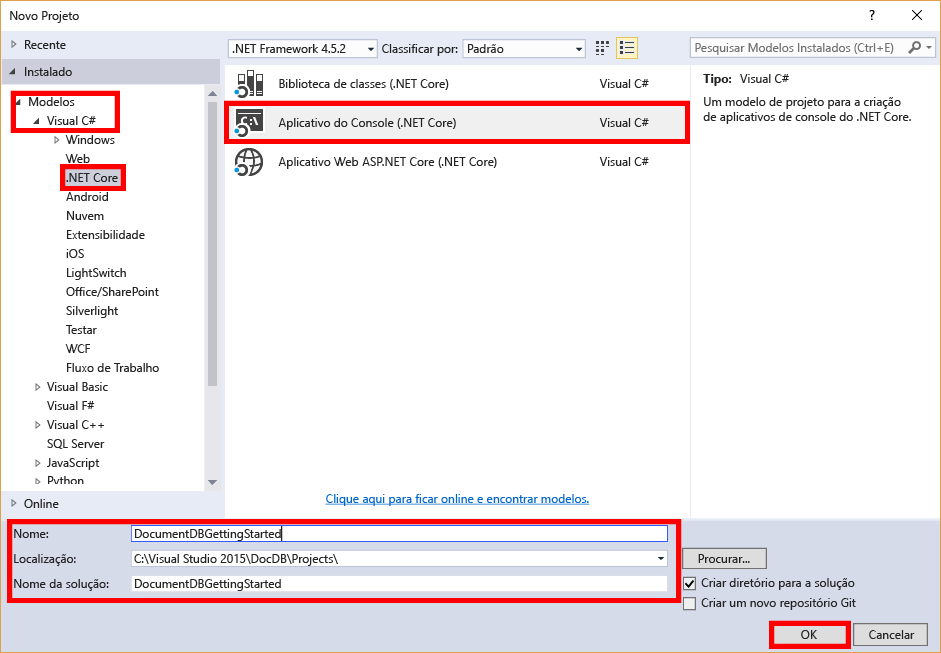 Novo Projeto
?
Recente
.NET Framework 4.5.2
Classificar por:
Padrão
Pesquisar Modelos Instalados (Ctrl+E)
Instalado
Modelos
Visual C#
Windows
Web
.NET Core
Android
Nuvem
Extensibilidade
iOS
LightSwitch
Office/SharePoint
Silverlight
Testar
WCF
Fluxo de Trabalho
Visual Basic
Visual F#
Visual C++
SQL Server
JavaScript
Python
Online
Biblioteca de classes (.NET Core) Visual C#
C:\
Aplicativo do Console (.NET Core) Visual C#
Aplicativo Web ASP.NET Core (.NET Core) Visual C#
Clique aqui para ficar online e encontrar modelos.
Tipo: Visual C#
Um modelo de projeto para a criação
de aplicativos de console do .NET Core.
Nome: DocumentDBGettingStarted
Localização: C:\Visual Studio 2015\DocDB\Projects\
Procurar...
Nome da solução: DocumentDBGettingStarted
Criar diretório para a solução
Criar um novo repositório Git
OK
Cancelar